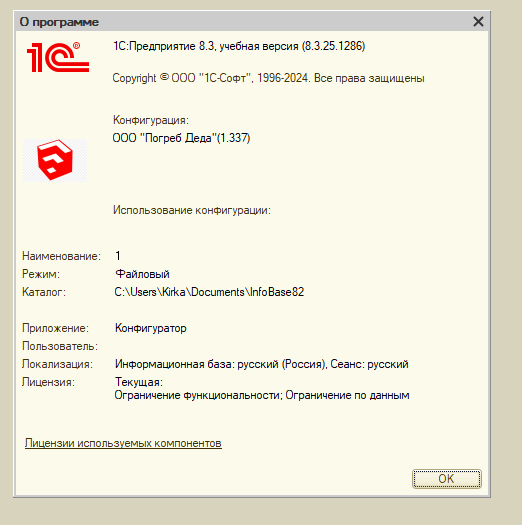 О программе
1С
1С:Предприятие 8.3, учебная версия (8.3.25.1286)
Copyright © ООО "1С-Софт", 1996-2024. Все права защищены
Конфигурация:
ООО "Погреб Деда"(1.337)
Использование конфигурации:
Наименование: 1
Режим: Файловый
Каталог: C:\Users\Kirka\Documents\InfoBase82
Приложение: Конфигуратор
Пользователь:
Локализация: Информационная база: русский (Россия), Сеанс: русский
Лицензия: Текущая:
Ограничение функциональности; Ограничение по данным
Лицензии используемых компонентов
OK